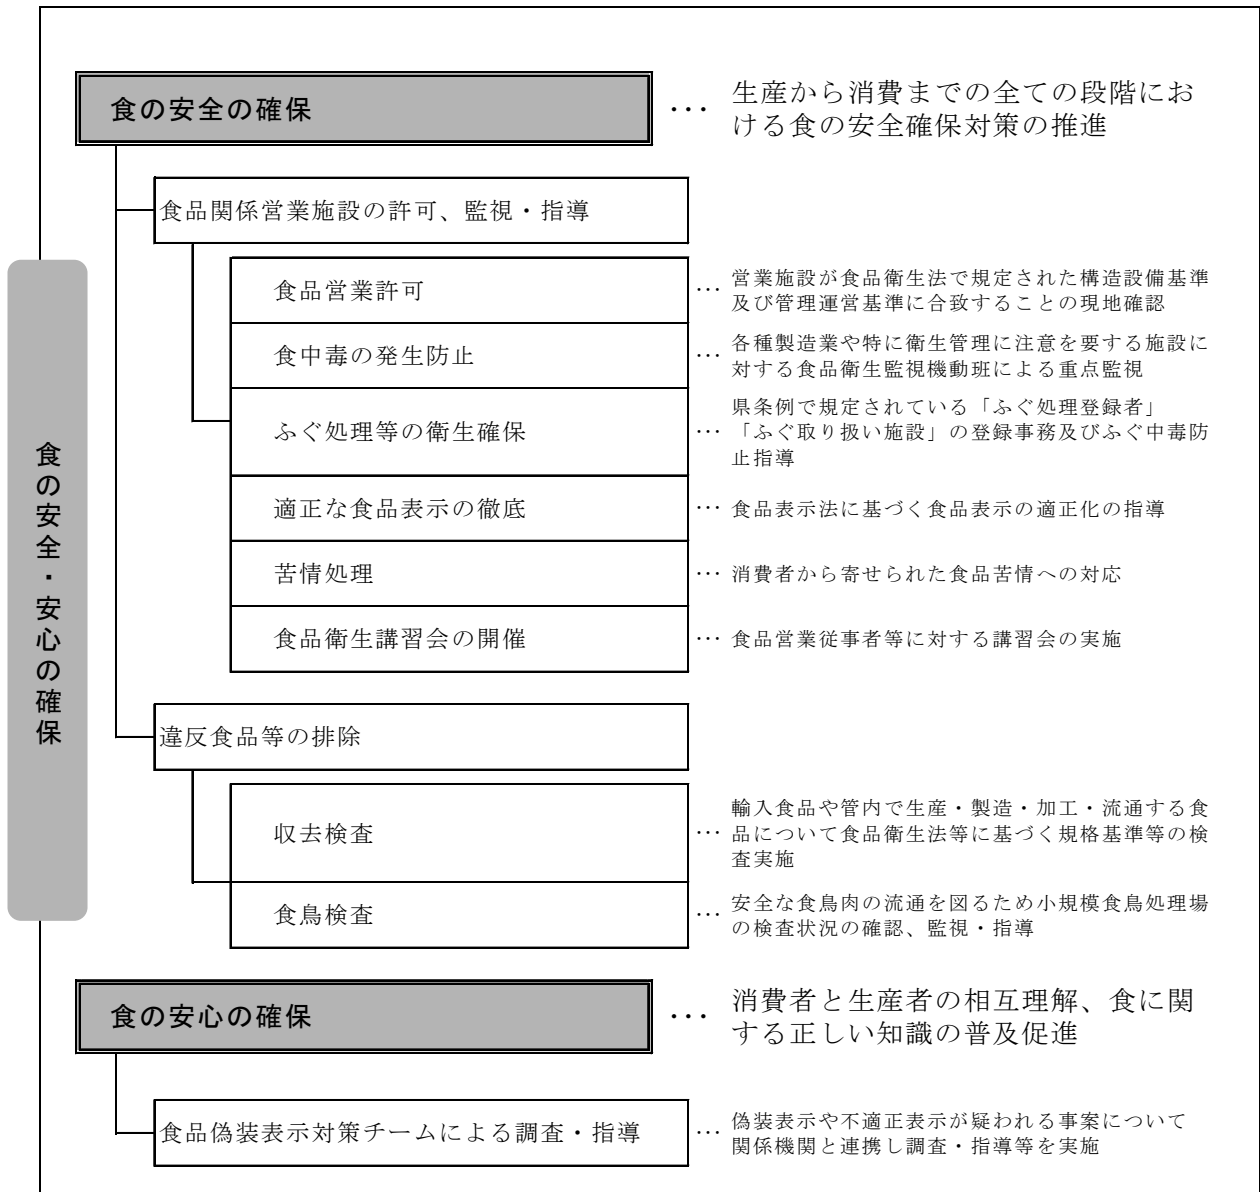 食の安全・安心の確保
食の安全の確保
… 生産から消費までの全ての段階にお
ける食の安全確保対策の推進
食品関係営業施設の許可、監視・指導
食品営業許可
… 営業施設が食品衛生法で規定された構造設備基準
及び管理運営基準に合致することの現地確認
食中毒の発生防止
… 各種製造業や特に衛生管理に注意を要する施設に
対する食品衛生監視機動班による重点監視
ふぐ処理等の衛生確保
県条例で規定されている「ふぐ処理登録者」
… 「ふぐ取り扱い施設」の登録事務及びふぐ中毒防
止指導
適正な食品表示の徹底
… 食品表示法に基づく食品表示の適正化の指導
苦情処理
… 消費者から寄せられた食品苦情への対応
食品衛生講習会の開催
… 食品営業従事者等に対する講習会の実施
違反食品等の排除
収去検査
輸入食品や管内で生産・製造・加工・流通する食
… 品について食品衛生法等に基づく規格基準等の検
査実施
食鳥検査
… 安全な食鳥肉の流通を図るため小規模食鳥処理場
の検査状況の確認、監視・指導
食の安心の確保
… 消費者と生産者の相互理解、食に関
する正しい知識の普及促進
食品偽装表示対策チームによる調査・指導
… 偽装表示や不適正表示が疑われる事案について
関係機関と連携し調査・指導等を実施